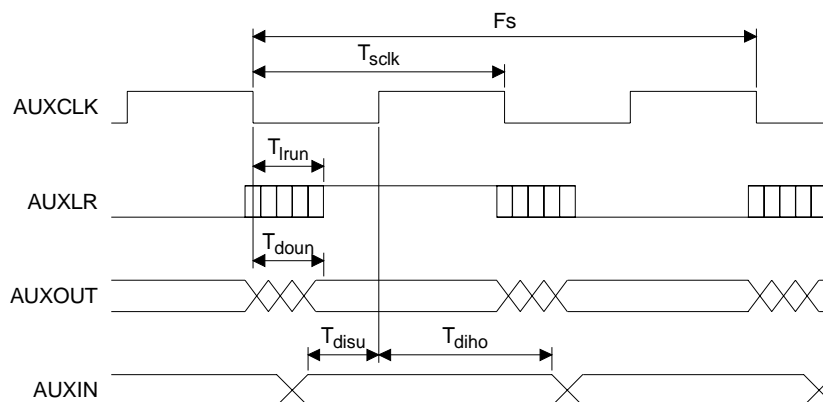 Fs
Tsclk
AUXCLK
Tlrun
AUXLR
Tdoun
AUXOUT
Tdisu
Tdiho
AUXIN